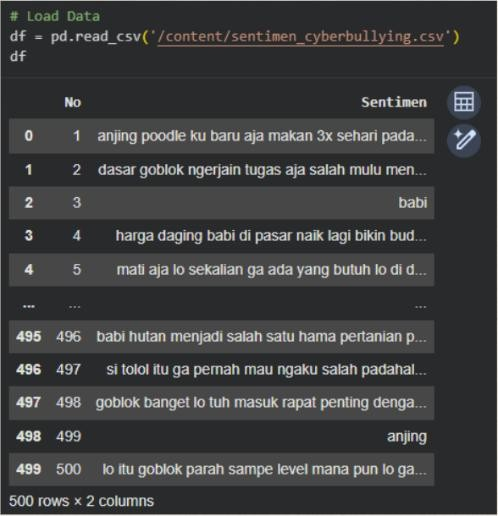 # Load Data
df = pd.read_csv('/content/sentimen_cyberbullying.csv')
df
No Sentimen
0 1 anjing poodle ku baru aja makan 3x sehari pada...
1 2 dasar goblok ngerjain tugas aja salah mulu men...
2 3 babi
3 4 harga daging babi di pasar naik lagi bikin bud...
4 5 mati aja lo sekalian ga ada yang butuh lo di d...
... ... ...
495 496 babi hutan menjadi salah satu hama pertanian p...
496 497 si tolol itu ga pernah mau ngaku salah padahal...
497 498 goblok banget lo tuh masuk rapat penting denga...
498 499 anjing
499 500 lo itu goblok parah sampe level mana pun lo ga...
500 rows × 2 columns